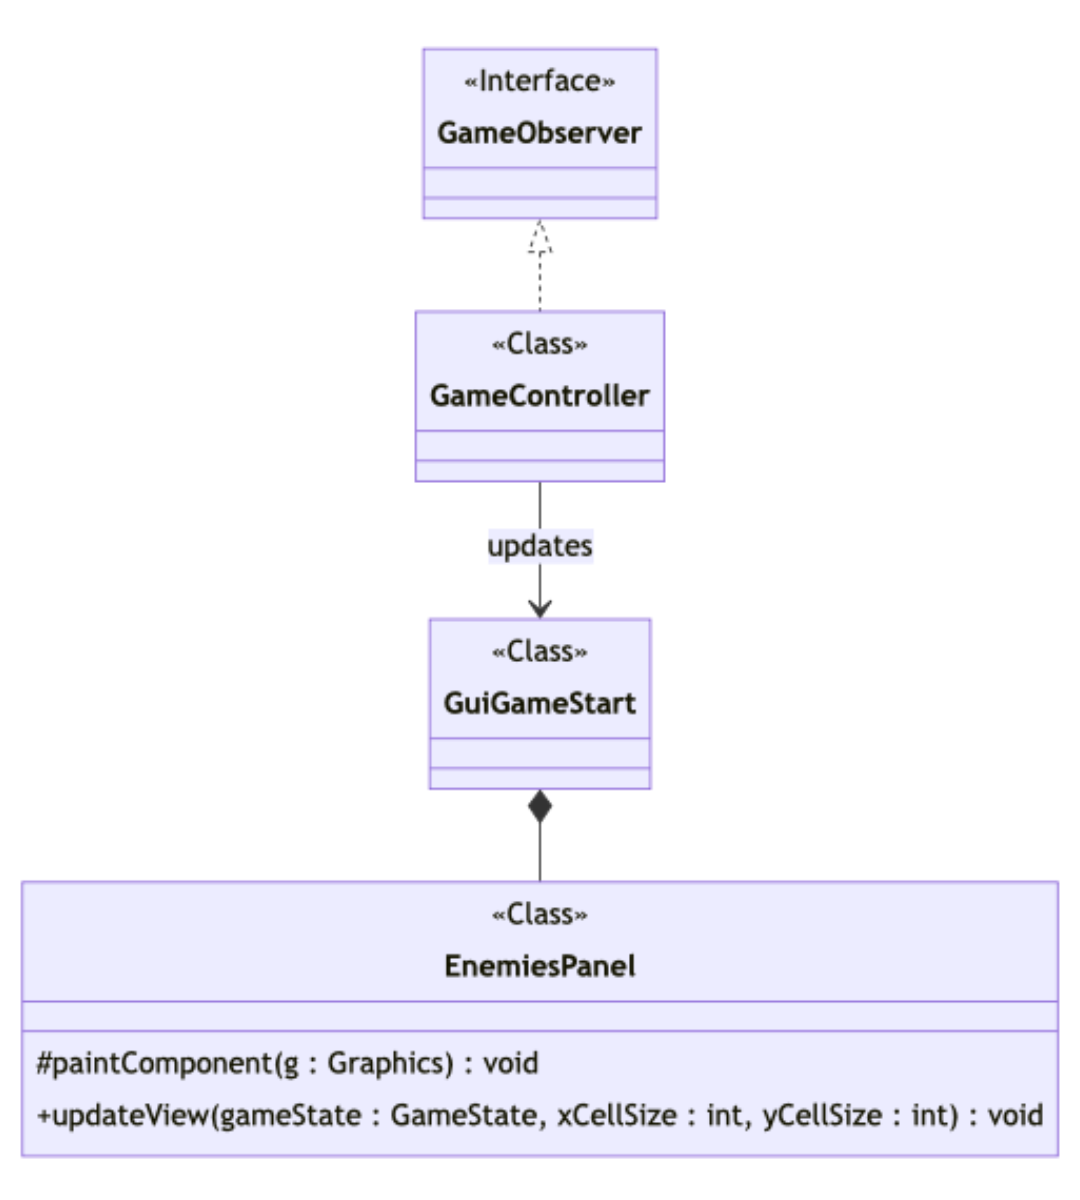 «Interface»
GameObserver
«Class»
GameController
updates
«Class»
GuiGameStart
«Class»
EnemiesPanel
#paintComponent(g : Graphics) : void
+updateView(gameState : GameState, xCellSize : int, yCellSize : int) : void